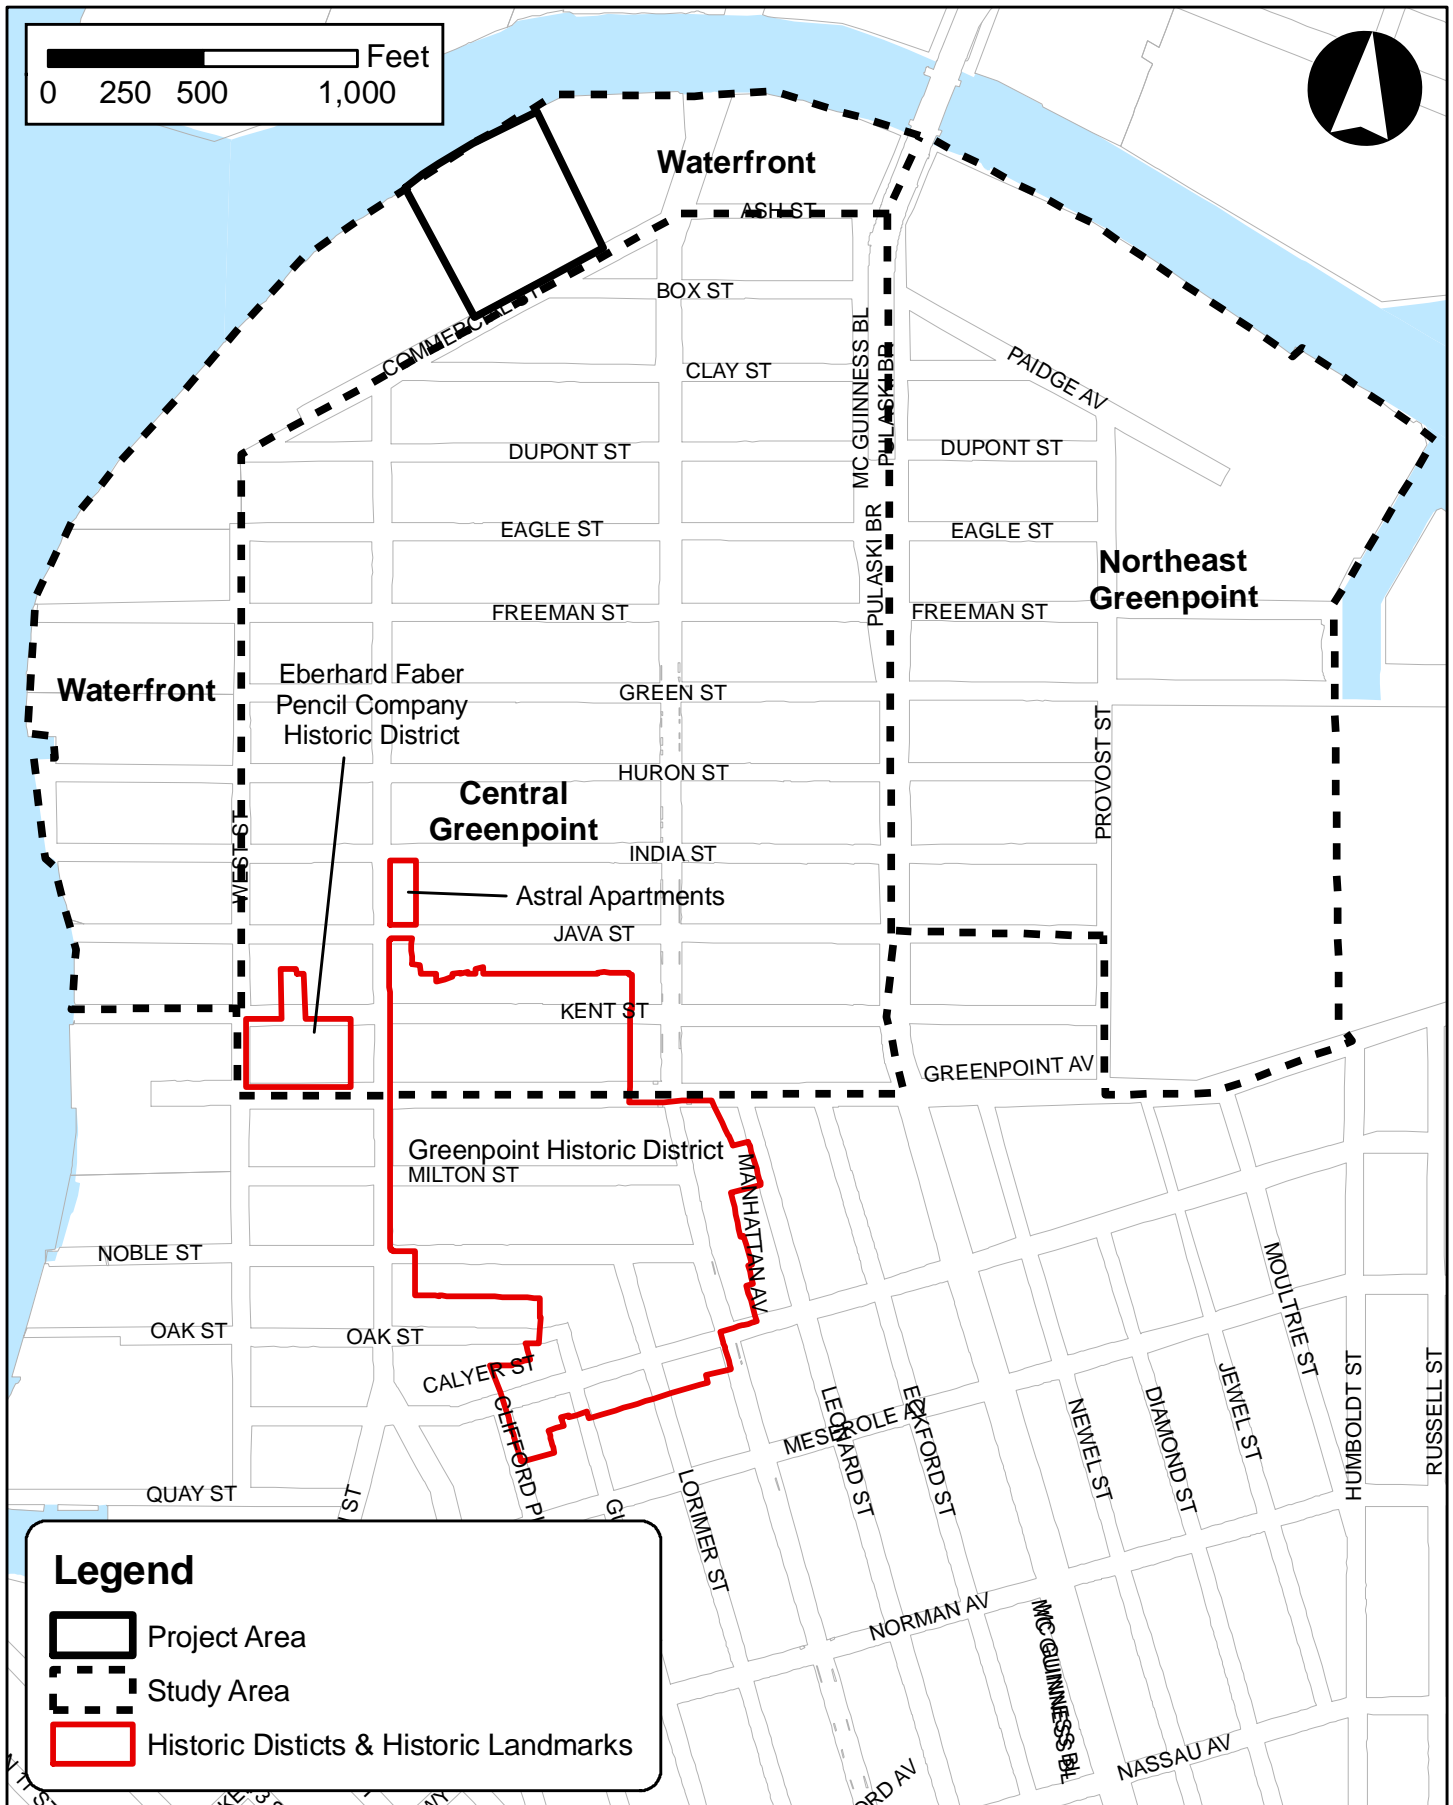 Feet
0 250 500 1,000
Waterfront
ASH ST
BOX ST
COMMERCIAL ST
CLAY ST
MC GUINNESS BL
PULASKI BR
PAIDGE AV
DUPONT ST
DUPONT ST
EAGLE ST
EAGLE ST
PULASKI BR
Northeast
Greenpoint
FREEMAN ST
FREEMAN ST
Waterfront
Eberhard Faber
Pencil Company
Historic District
GREEN ST
PROVOST ST
HURON ST
Central
Greenpoint
WEST ST
INDIA ST
Astral Apartments
JAVA ST
KENT ST
GREENPOINT AV
Greenpoint Historic District
MILTON ST
MANHATTAN AV
NOBLE ST
OAK ST
OAK ST
CALYER ST
CLIFFORD PL
MESEROLE AV
LEONARD ST
ECKFORD ST
NEWEL ST
DIAMOND ST
JEWEL ST
MOULTRIE ST
HUMBOLDT ST
RUSSELL ST
QUAY ST
ST
LORIMER ST
NORMAN AV
MC GUINNESS BL
MC GUINNESS BL
NASSAU AV
N 11 ST
Legend
Project Area
Study Area
Historic Disticts & Historic Landmarks